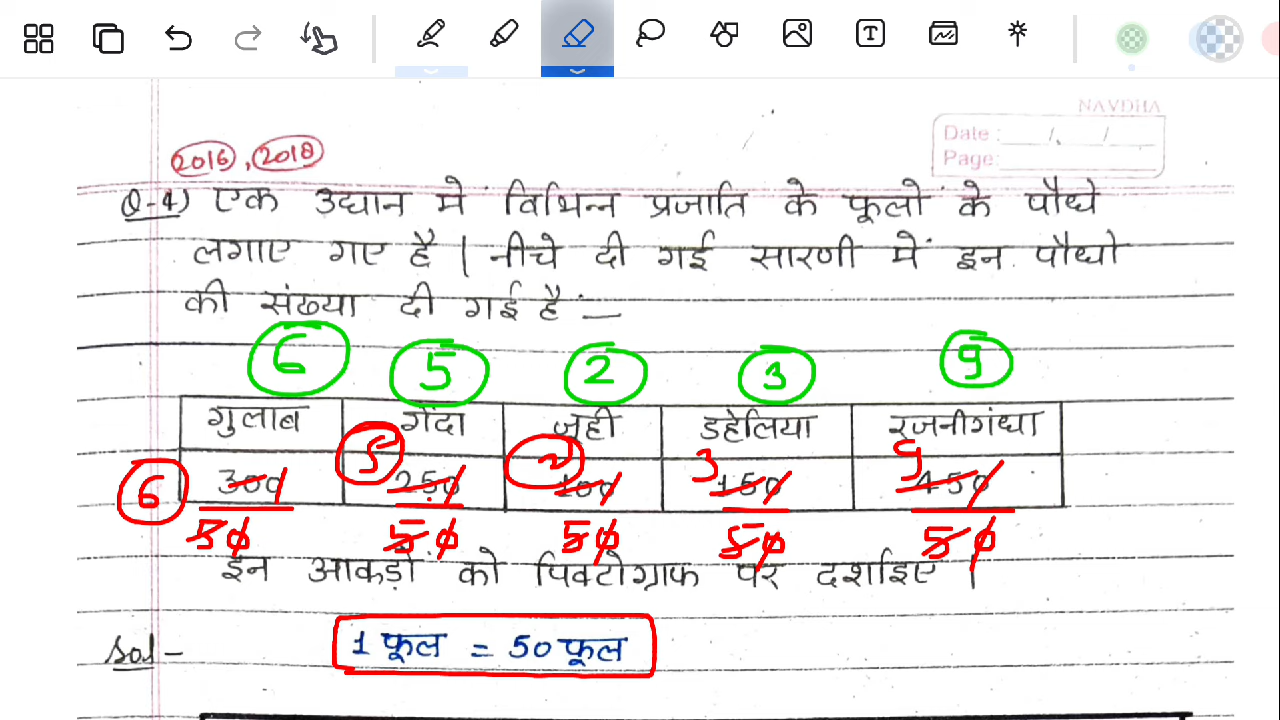 NAVDHA
Date :
Page:
2016 , 2018
Q-4) एक उद्यान में विभिन्न प्रजाति के फूलों के पौधे
लगाए गए है | नीचे दी गई सारणी में इन पौधो
की संख्या दी गई है :—
6 5 2 3 9
गुलाब गेंदा जूही डहेलिया रजनीगंधा
5 2 3 9
6 300 250 100 150 450
50 50 50 50 50
इन आकड़ों को पिक्टोग्राफ पर दर्शाइए |
Sol - 1 फूल = 50 फूल